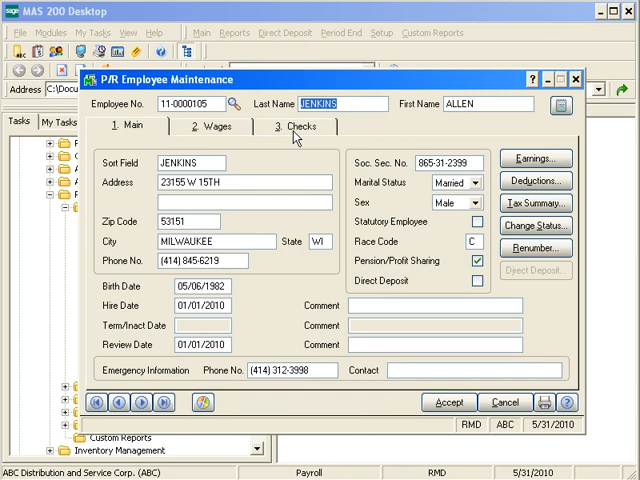 sage MAS 200 Desktop
File Modules My Tasks View Tools Window Help Main Reports Direct Deposit Period End Setup Custom Reports
Address C:\Docu
Tasks My Tasks
P/R Employee Maintenance
Employee No. 11-0000105 Last Name JENKINS First Name ALLEN
1. Main 2. Wages 3. Checks
Sort Field JENKINS Soc. Sec. No. 865-31-2399 Earnings...
Address 23155 W 15TH Marital Status Married Deductions...
Sex Male Tax Summary...
Zip Code 53151 Statutory Employee Change Status...
City MILWAUKEE State WI Race Code C Renumber...
Phone No. (414) 845-6219 Pension/Profit Sharing
Direct Deposit Direct Deposit...
Birth Date 05/06/1982
Hire Date 01/01/2010 Comment
Term/Inact Date Comment
Review Date 01/01/2010 Comment
Emergency Information Phone No. (414) 312-3998 Contact
Accept Cancel
RMD ABC 5/31/2010
Custom Reports
Inventory Management
ABC Distribution and Service Corp. (ABC) Payroll RMD 5/31/2010